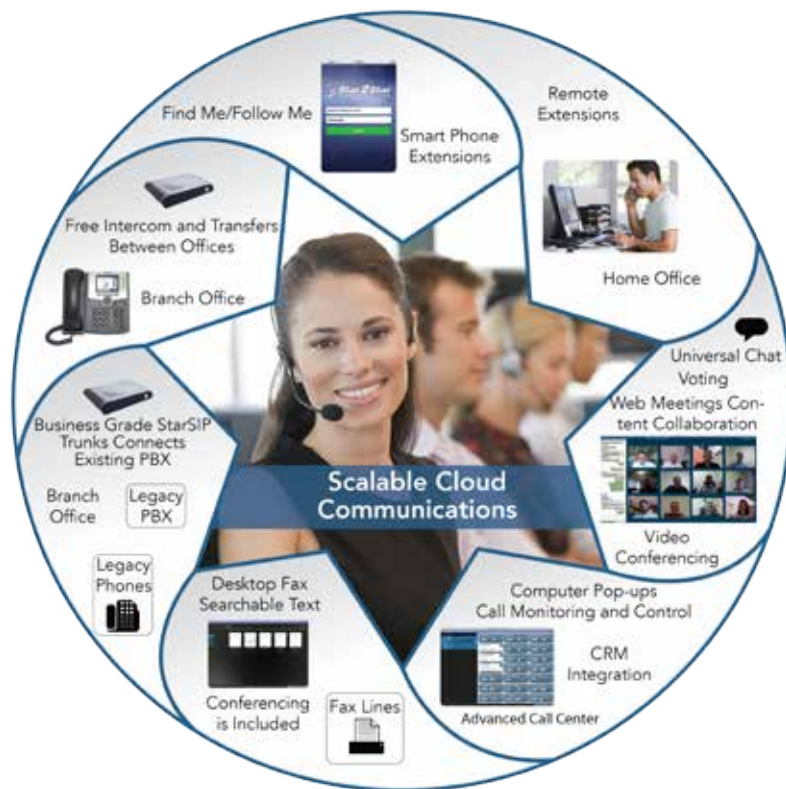 Find Me/Follow Me
Smart Phone
Extensions
Remote
Extensions
Home Office
Universal Chat
Voting
Web Meetings Con-
tent Collaboration
Video
Conferencing
Computer Pop-ups
Call Monitoring and Control
CRM
Integration
Advanced Call Center
Desktop Fax
Searchable Text
Conferencing
is Included
Fax Lines
Business Grade StarSIP
Trunks Connects
Existing PBX
Branch
Office
Legacy
PBX
Legacy
Phones
Free Intercom and Transfers
Between Offices
Branch Office
Scalable Cloud
Communications